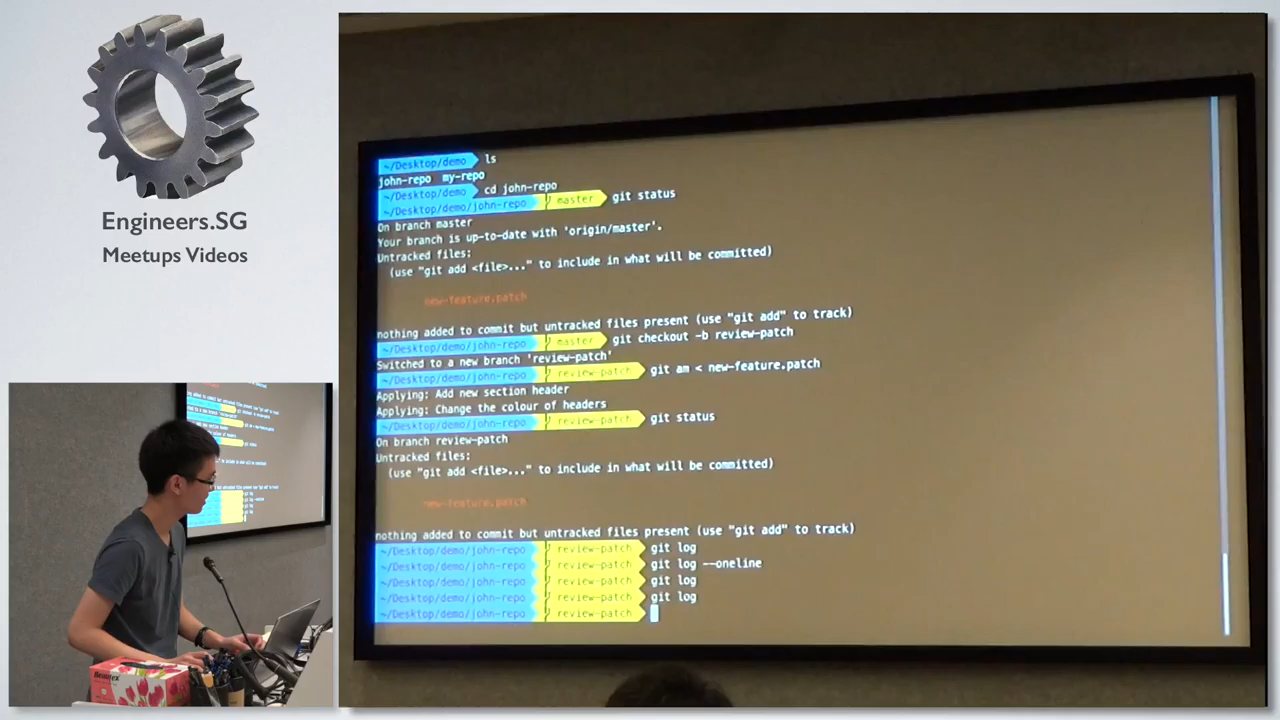 Engineers.SG
Meetups Videos
~/Desktop/demo ls
john-repo my-repo
~/Desktop/demo cd john-repo
~/Desktop/demo/john-repo master git status
On branch master
Your branch is up-to-date with 'origin/master'.
Untracked files:
(use "git add <file>..." to include in what will be committed)
new-feature.patch
nothing added to commit but untracked files present (use "git add" to track)
~/Desktop/demo/john-repo master git checkout -b review-patch
Switched to a new branch 'review-patch'
~/Desktop/demo/john-repo review-patch git am < new-feature.patch
Applying: Add new section header
Applying: Change the colour of headers
~/Desktop/demo/john-repo review-patch git status
On branch review-patch
Untracked files:
(use "git add <file>..." to include in what will be committed)
new-feature.patch
nothing added to commit but untracked files present (use "git add" to track)
~/Desktop/demo/john-repo review-patch git log
~/Desktop/demo/john-repo review-patch git log --oneline
~/Desktop/demo/john-repo review-patch git log
~/Desktop/demo/john-repo review-patch git log
~/Desktop/demo/john-repo review-patch
Beautex